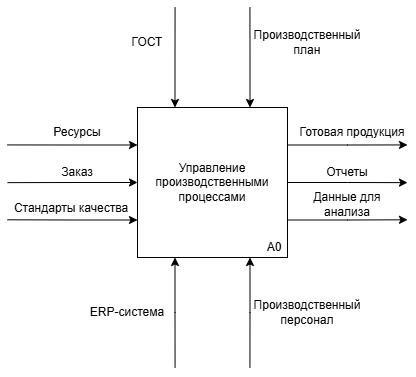 ГОСТ
Производственный
план
Ресурсы
Заказ
Стандарты качества
Управление
производственными
процессами
A0
Готовая продукция
Отчеты
Данные для
анализа
ERP-система
Производственный
персонал